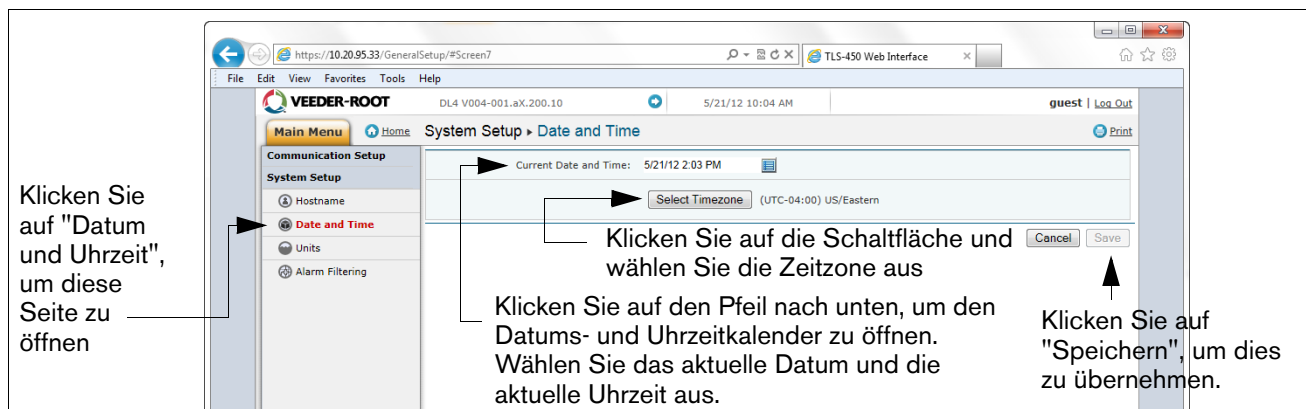 https://10.20.95.33/GeneralSetup/#Screen7
TLS-450 Web Interface
File Edit View Favorites Tools Help
VEEDER-ROOT
DL4 V004-001.aX.200.10
5/21/12 10:04 AM
guest | Log Out
Main Menu
Home
System Setup ▸ Date and Time
Print
Communication Setup
System Setup
Hostname
Date and Time
Units
Alarm Filtering
Current Date and Time: 5/21/12 2:03 PM
Select Timezone (UTC-04:00) US/Eastern
Cancel Save
Klicken Sie
auf "Datum
und Uhrzeit",
um diese
Seite zu
öffnen
Klicken Sie auf die Schaltfläche und
wählen Sie die Zeitzone aus
Klicken Sie auf den Pfeil nach unten, um den
Datums- und Uhrzeitkalender zu öffnen.
Wählen Sie das aktuelle Datum und die
aktuelle Uhrzeit aus.
Klicken Sie auf
"Speichern", um dies
zu übernehmen.